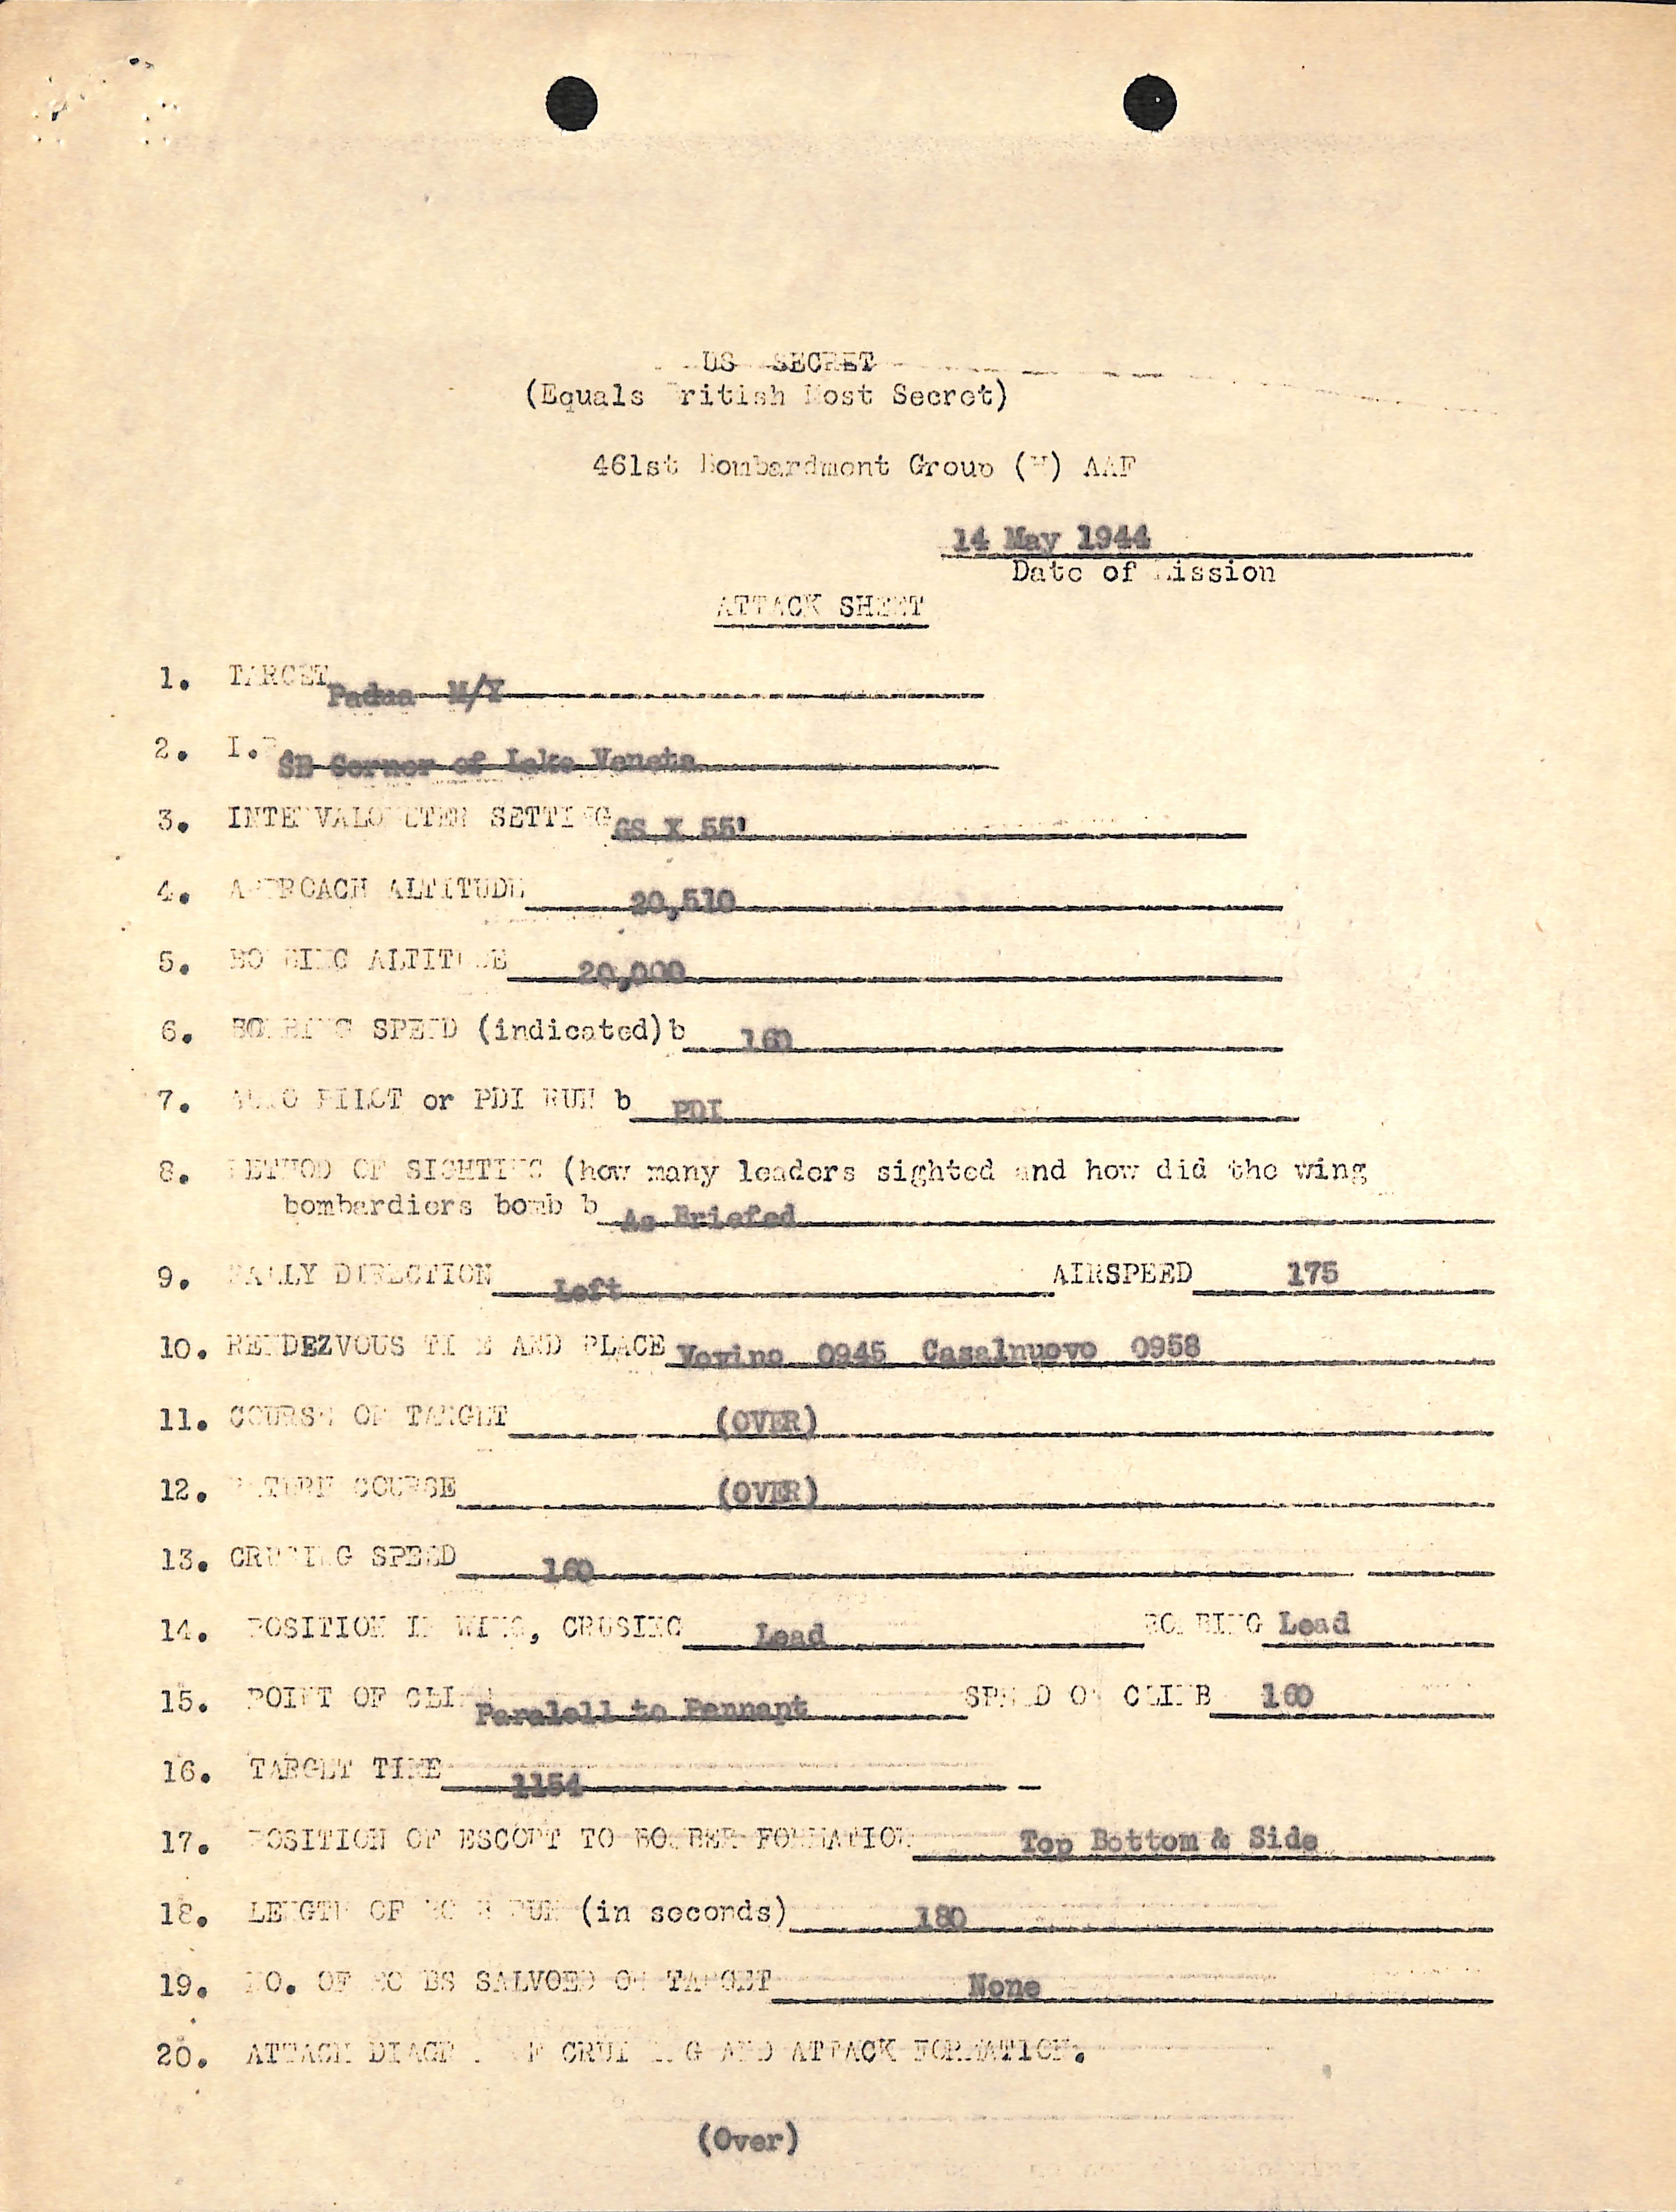 US SECRET
(Equals British Most Secret)
461st Bombardment Group (H) AAF
14 May 1944
Date of Mission
ATTACK SHEET
1. TARGET Padua M/Y
2. I.P. SE Corner of Lake Veneta
3. INTERVALOMETER SETTING GS X 55'
4. APPROACH ALTITUDE 20,510
5. BOMBING ALTITUDE 20,000
6. BOMBING SPEED (indicated) b 160
7. AUTO PILOT or PDI RUN b PDI
8. METHOD OF SIGHTING (how many leaders sighted and how did the wing
bombardiers bomb b As Briefed
9. RALLY DIRECTION Left AIRSPEED 175
10. RENDEZVOUS TIME AND PLACE Vovino 0945 Casalnuovo 0958
11. COURSE OF TARGET (OVER)
12. RETURN COURSE (OVER)
13. CRUSING SPEED 160
14. POSITION IN WING, CRUSING Lead BOMBING Lead
15. POINT OF CLIMB Paralell to Pennapt SPEED OF CLIMB 160
16. TARGET TIME 1154
17. POSITION OF ESCORT TO BOMBER FORMATION Top Bottom & Side
18. LENGTH OF BOMB RUN (in seconds) 180
19. NO. OF BOMBS SALVOED ON TARGET None
20. ATTACH DIAGRAM OF CRUISING AND ATTACK FORMATION.
(Over)